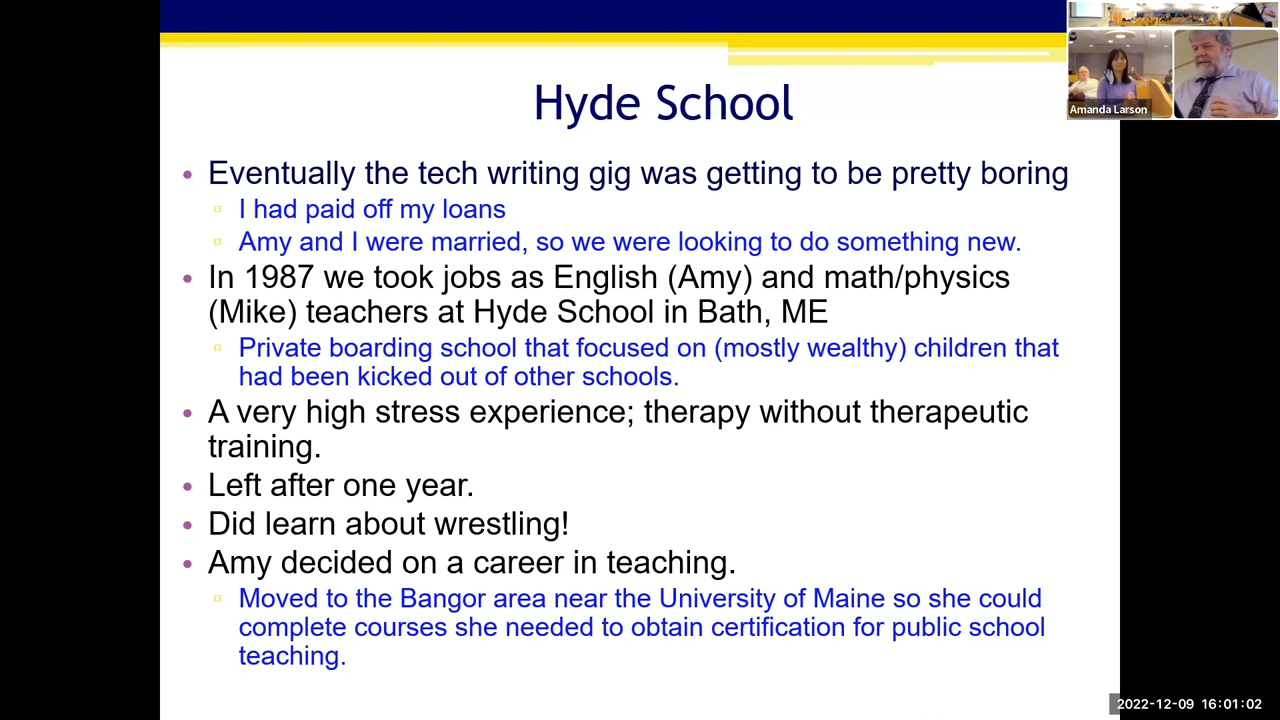 Hyde School
Amanda Larson
• Eventually the tech writing gig was getting to be pretty boring
I had paid off my loans
Amy and I were married, so we were looking to do something new.
• In 1987 we took jobs as English (Amy) and math/physics
(Mike) teachers at Hyde School in Bath, ME
Private boarding school that focused on (mostly wealthy) children that
had been kicked out of other schools.
• A very high stress experience; therapy without therapeutic
training.
• Left after one year.
• Did learn about wrestling!
• Amy decided on a career in teaching.
Moved to the Bangor area near the University of Maine so she could
complete courses she needed to obtain certification for public school
teaching.
2022-12-09 16:01:02